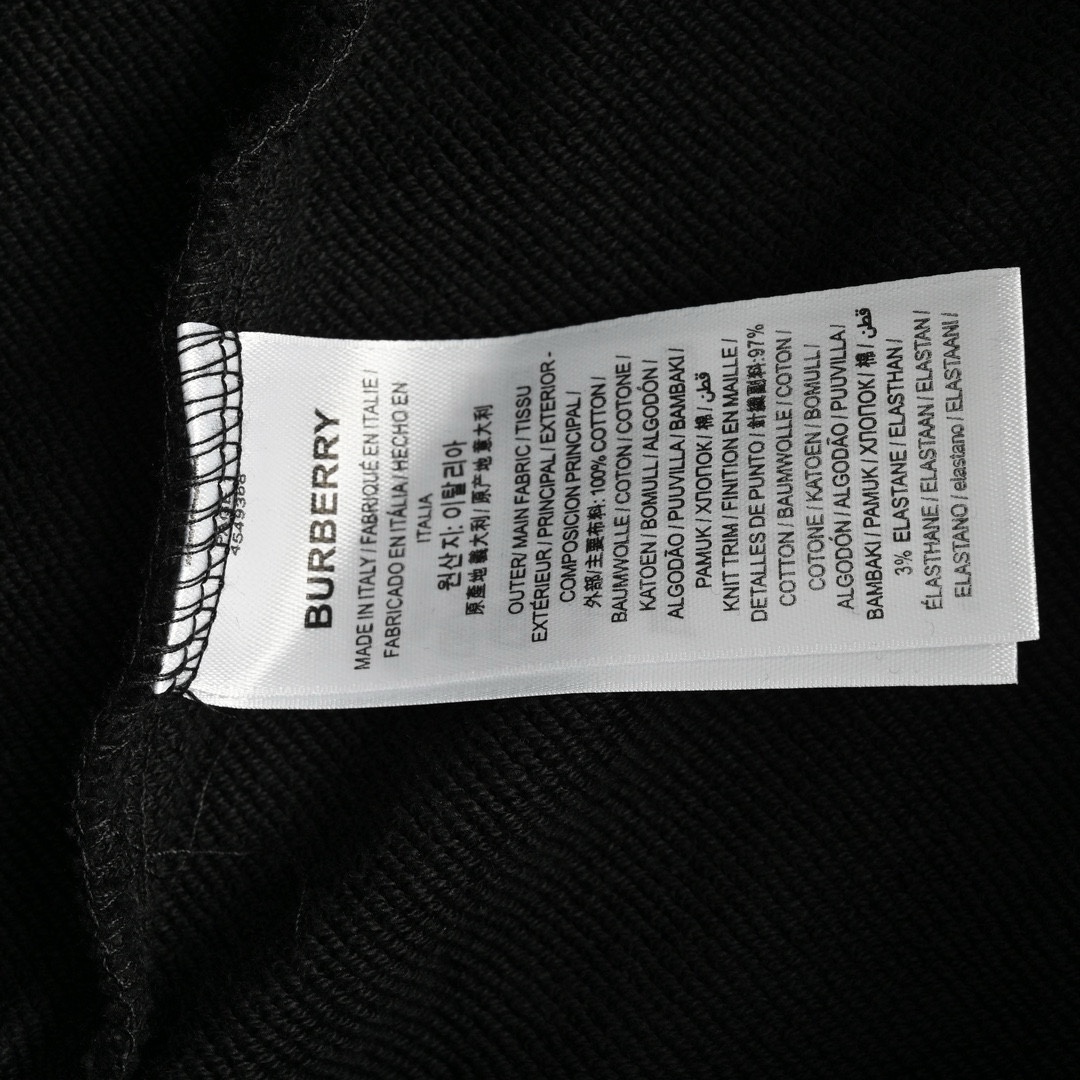 4549388
BURBERRY
MADE IN ITALY / FABRIQUÉ EN ITALIE /
FABRICADO EN ITÁLIA / HECHO EN
ITALIA
원산지: 이탈리아
原產地 義大利 / 原产地 意大利
OUTER / MAIN FABRIC / TISSU
EXTÉRIEUR / PRINCIPAL / EXTERIOR -
COMPOSICION PRINCIPAL /
外部 / 主要布料: 100% COTTON /
BAUMWOLLE / COTON / COTONE /
KATOEN / BOMULL / ALGODÓN /
ALGODÃO / PUUVILLA / BAMBAKI /
PAMUK / ХЛОПОК / 棉 / قطن
KNIT TRIM / FINITION EN MAILLE /
DETALLES DE PUNTO / 針織副料: 97%
COTTON / BAUMWOLLE / COTON /
COTONE / KATOEN / BOMULL /
ALGODÓN / ALGODÃO / PUUVILLA /
BAMBAKI / PAMUK / ХЛОПОК / 棉 / قطن
3% ELASTANE / ELASTHAN /
ÉLASTHANE / ELASTAAN / ELASTAN /
ELASTANO / elastano / ELASTAANI /